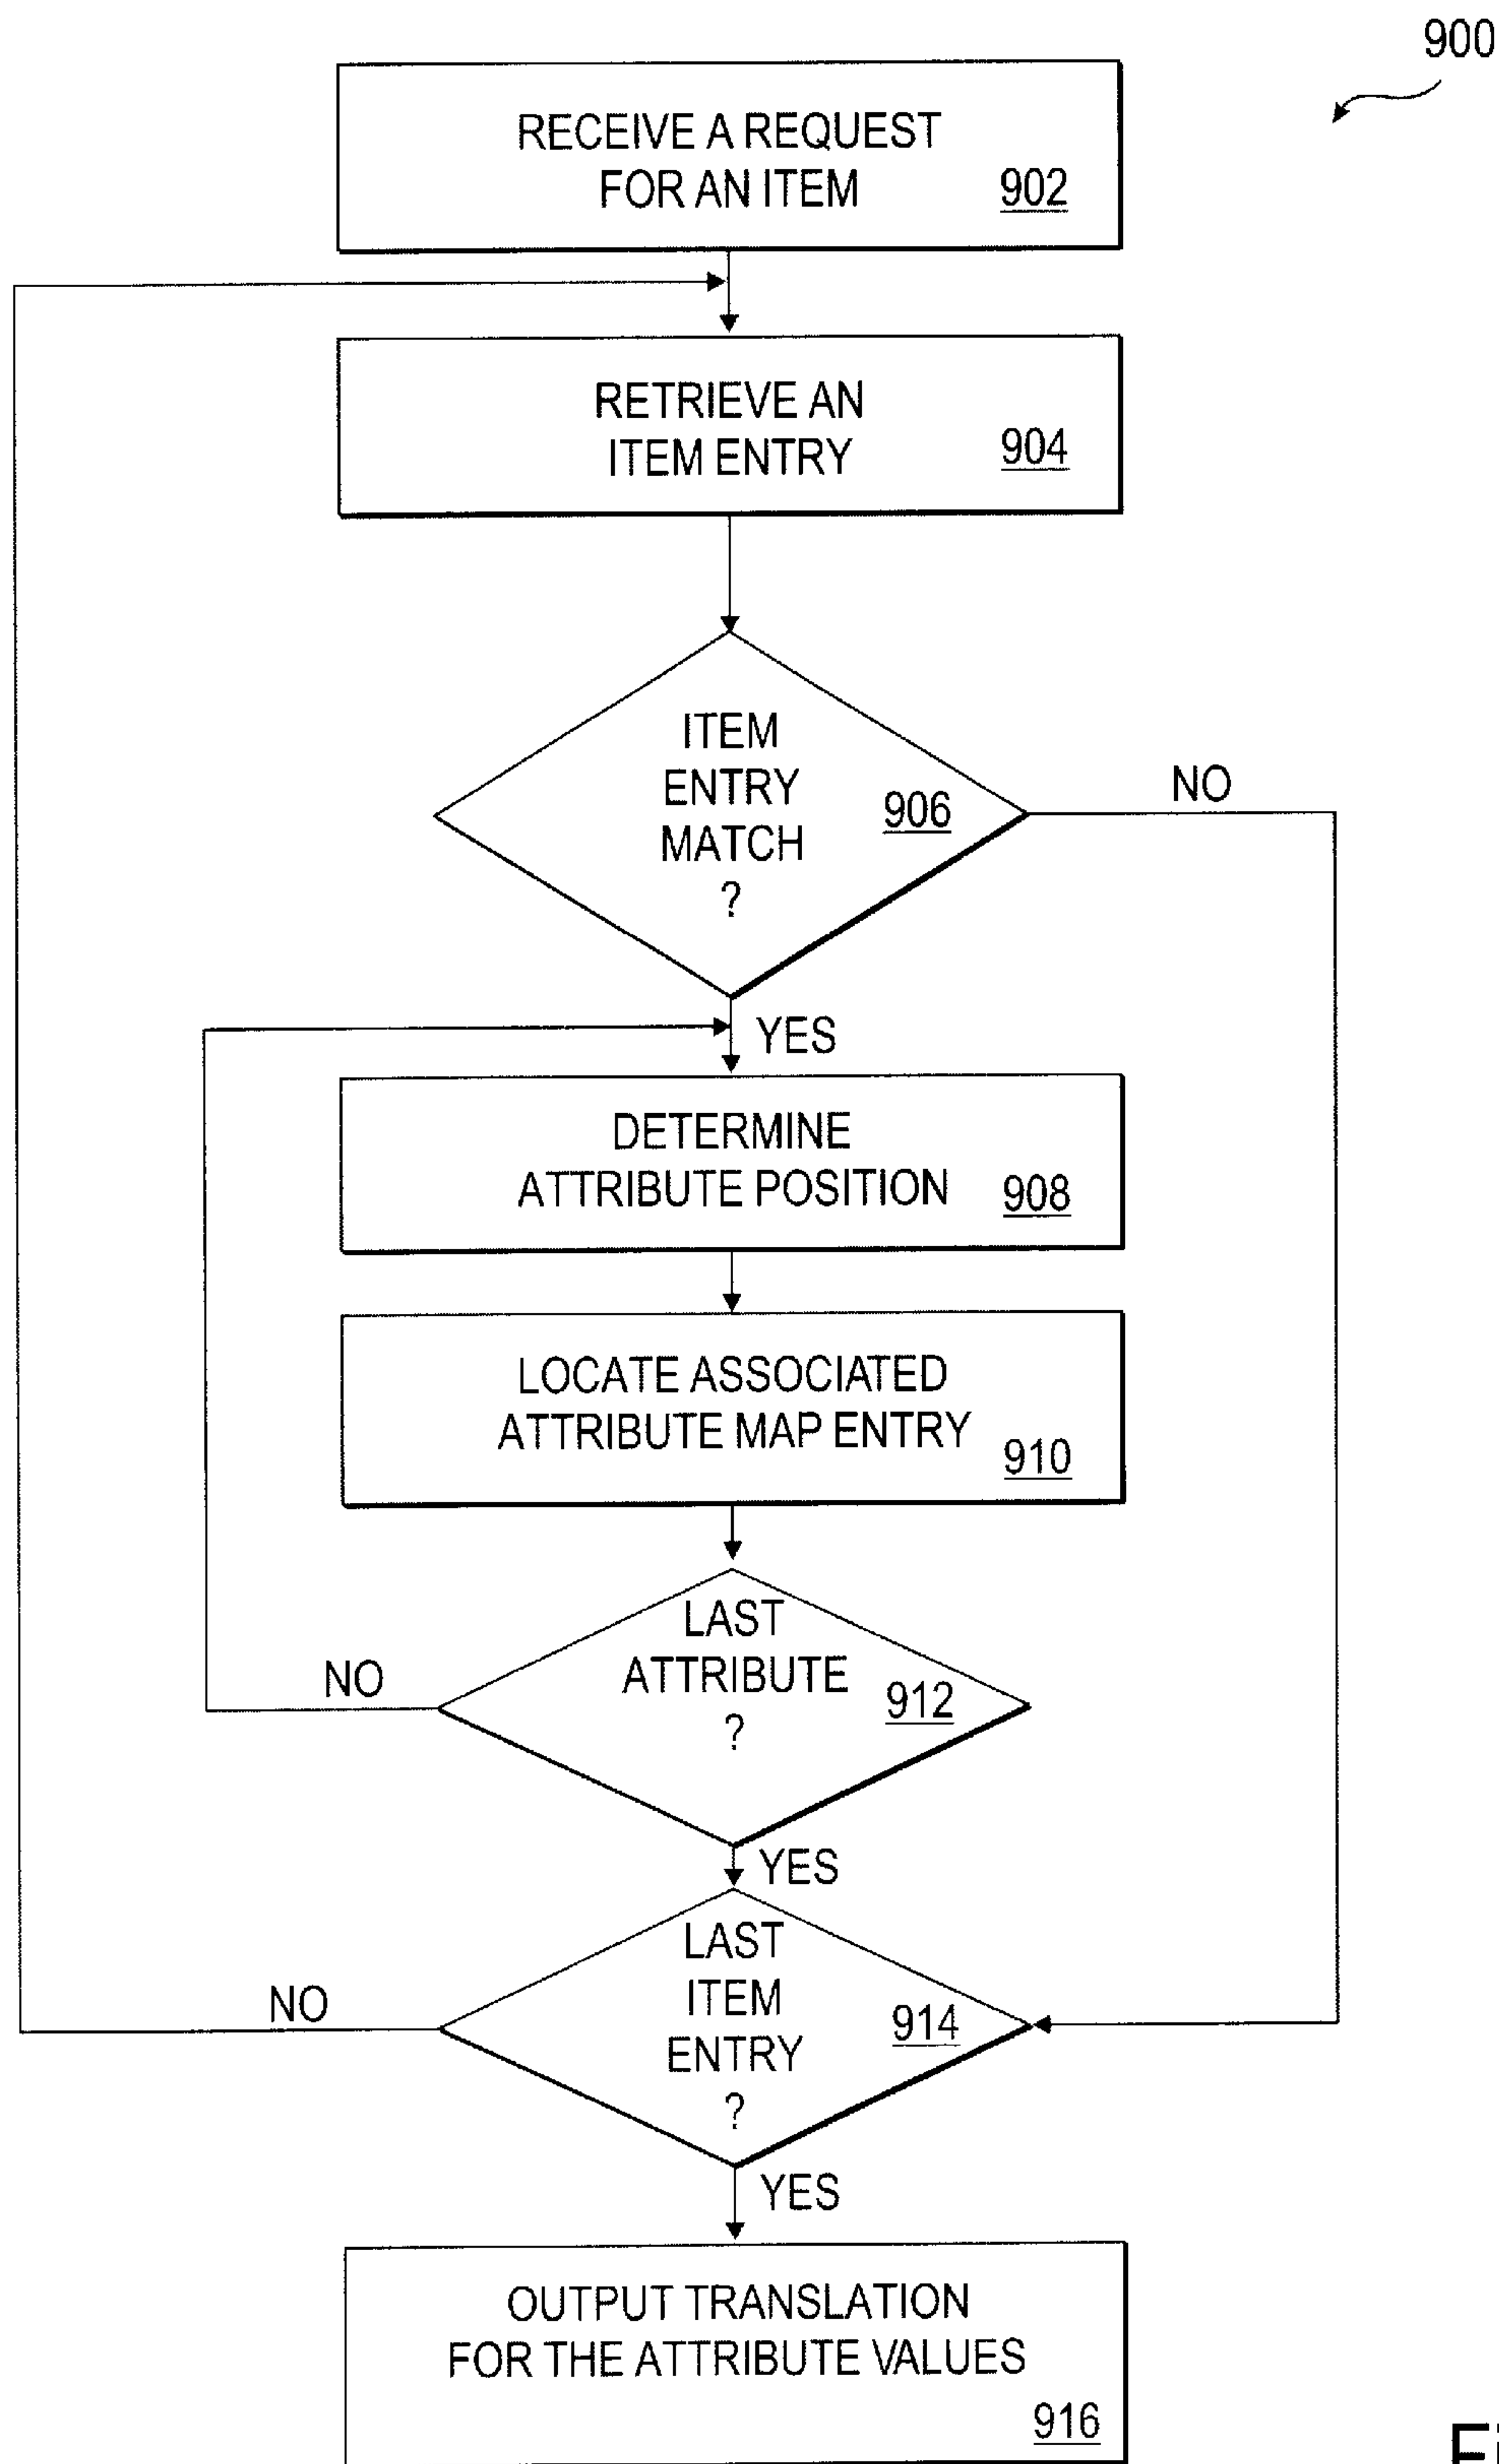 900
RECEIVE A REQUEST
FOR AN ITEM
902
RETRIEVE AN
ITEM ENTRY
904
ITEM
ENTRY
MATCH
?
906
NO
YES
DETERMINE
ATTRIBUTE POSITION
908
LOCATE ASSOCIATED
ATTRIBUTE MAP ENTRY
910
LAST
ATTRIBUTE
?
912
NO
YES
LAST
ITEM
ENTRY
?
914
NO
YES
OUTPUT TRANSLATION
FOR THE ATTRIBUTE VALUES
916